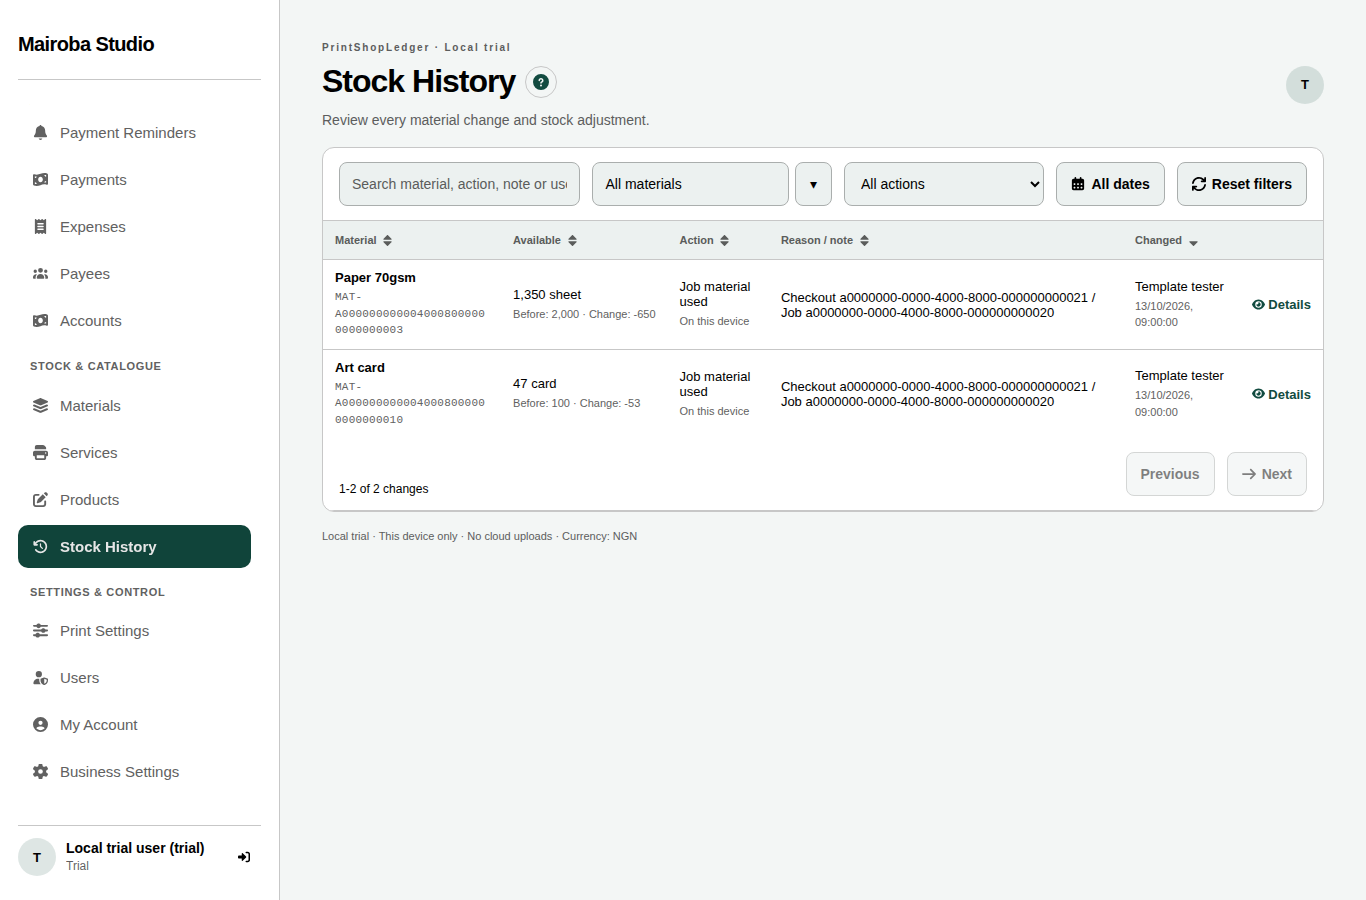 Mairoba Studio
Payment Reminders
Payments
Expenses
Payees
Accounts
STOCK & CATALOGUE
Materials
Services
Products
Stock History
SETTINGS & CONTROL
Print Settings
Users
My Account
Business Settings
T
Local trial user (trial)
Trial
PrintShopLedger · Local trial
Stock History
?
T
Review every material change and stock adjustment.
Search material, action, note or use
All materials
▾
All actions
All dates
Reset filters
Material
Available
Action
Reason / note
Changed
Paper 70gsm
MAT-
A000000000004000800000
0000000003
1,350 sheet
Before: 2,000 · Change: -650
Job material
used
On this device
Checkout a0000000-0000-4000-8000-000000000021 /
Job a0000000-0000-4000-8000-000000000020
Template tester
13/10/2026,
09:00:00
Details
Art card
MAT-
A000000000004000800000
0000000010
47 card
Before: 100 · Change: -53
Job material
used
On this device
Checkout a0000000-0000-4000-8000-000000000021 /
Job a0000000-0000-4000-8000-000000000020
Template tester
13/10/2026,
09:00:00
Details
1-2 of 2 changes
Previous
Next
Local trial · This device only · No cloud uploads · Currency: NGN